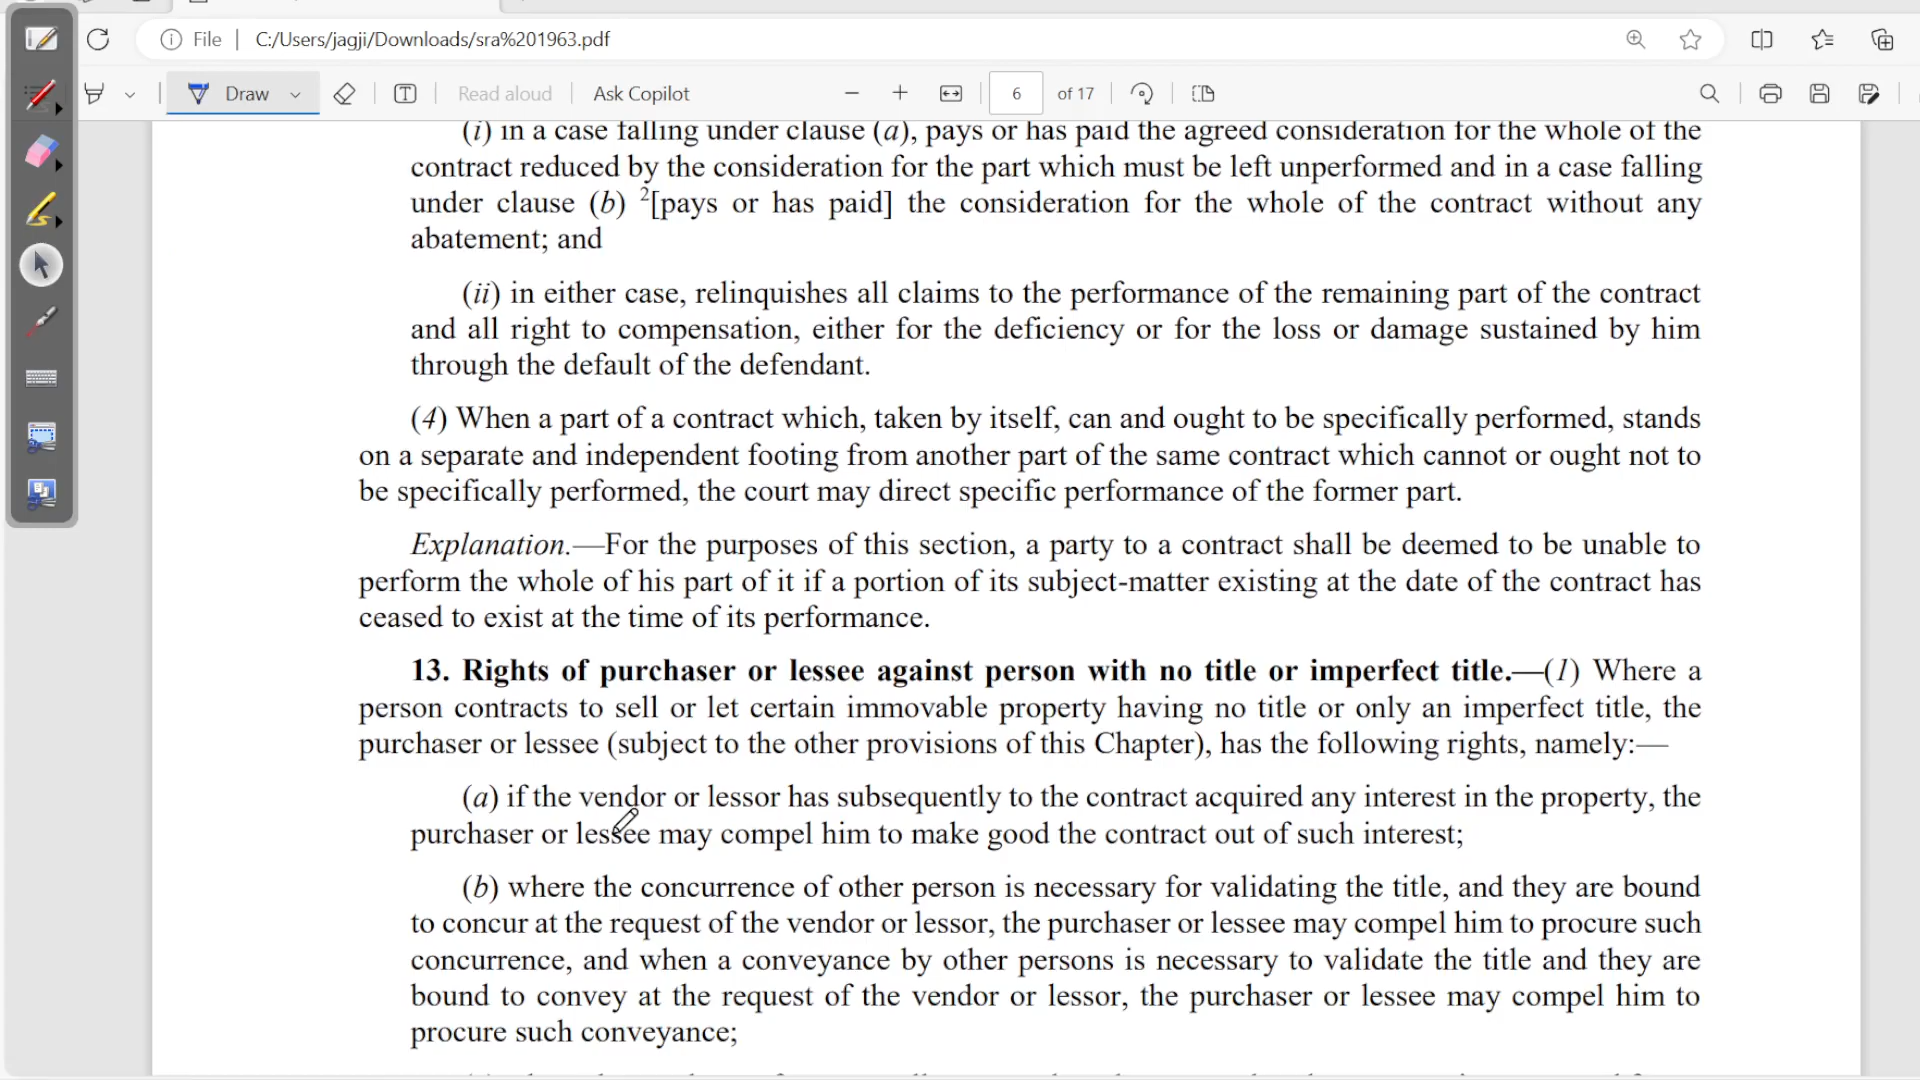 File | C:/Users/jagji/Downloads/sra%201963.pdf
Draw Read aloud Ask Copilot 6 of 17
(i) in a case falling under clause (a), pays or has paid the agreed consideration for the whole of the
contract reduced by the consideration for the part which must be left unperformed and in a case falling
under clause (b) 2[pays or has paid] the consideration for the whole of the contract without any
abatement; and
(ii) in either case, relinquishes all claims to the performance of the remaining part of the contract
and all right to compensation, either for the deficiency or for the loss or damage sustained by him
through the default of the defendant.
(4) When a part of a contract which, taken by itself, can and ought to be specifically performed, stands
on a separate and independent footing from another part of the same contract which cannot or ought not to
be specifically performed, the court may direct specific performance of the former part.
Explanation.—For the purposes of this section, a party to a contract shall be deemed to be unable to
perform the whole of his part of it if a portion of its subject-matter existing at the date of the contract has
ceased to exist at the time of its performance.
13. Rights of purchaser or lessee against person with no title or imperfect title.—(1) Where a
person contracts to sell or let certain immovable property having no title or only an imperfect title, the
purchaser or lessee (subject to the other provisions of this Chapter), has the following rights, namely:—
(a) if the vendor or lessor has subsequently to the contract acquired any interest in the property, the
purchaser or lessee may compel him to make good the contract out of such interest;
(b) where the concurrence of other person is necessary for validating the title, and they are bound
to concur at the request of the vendor or lessor, the purchaser or lessee may compel him to procure such
concurrence, and when a conveyance by other persons is necessary to validate the title and they are
bound to convey at the request of the vendor or lessor, the purchaser or lessee may compel him to
procure such conveyance;